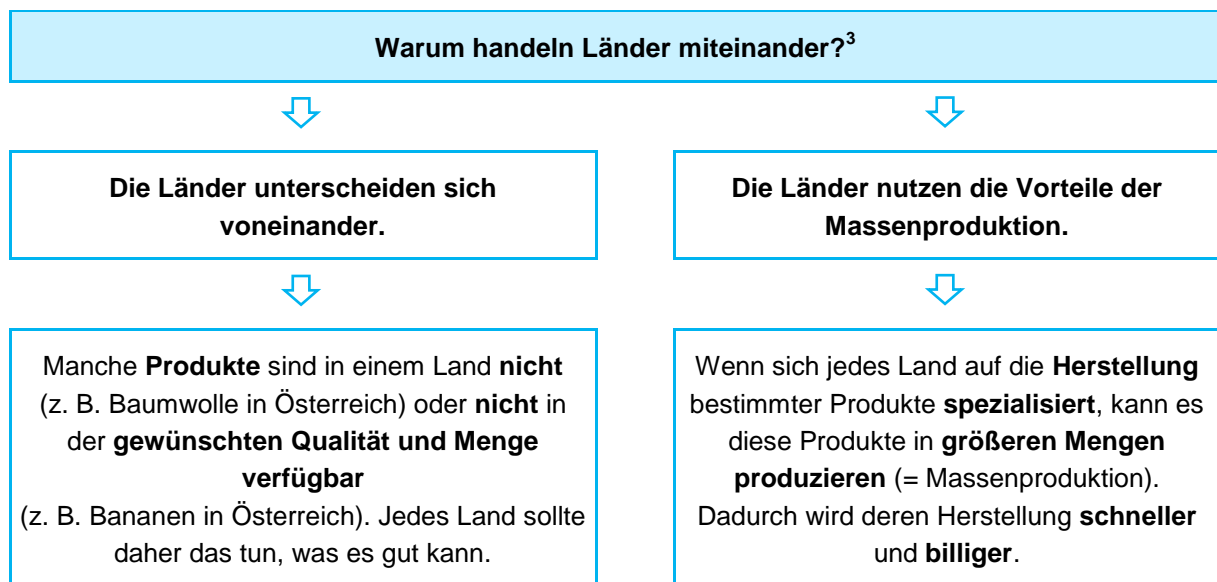 Warum handeln Länder miteinander?³
Die Länder unterscheiden sich
voneinander.
Die Länder nutzen die Vorteile der
Massenproduktion.
Manche Produkte sind in einem Land nicht
(z. B. Baumwolle in Österreich) oder nicht in
der gewünschten Qualität und Menge
verfügbar
(z. B. Bananen in Österreich). Jedes Land sollte
daher das tun, was es gut kann.
Wenn sich jedes Land auf die Herstellung
bestimmter Produkte spezialisiert, kann es
diese Produkte in größeren Mengen
produzieren (= Massenproduktion).
Dadurch wird deren Herstellung schneller
und billiger.